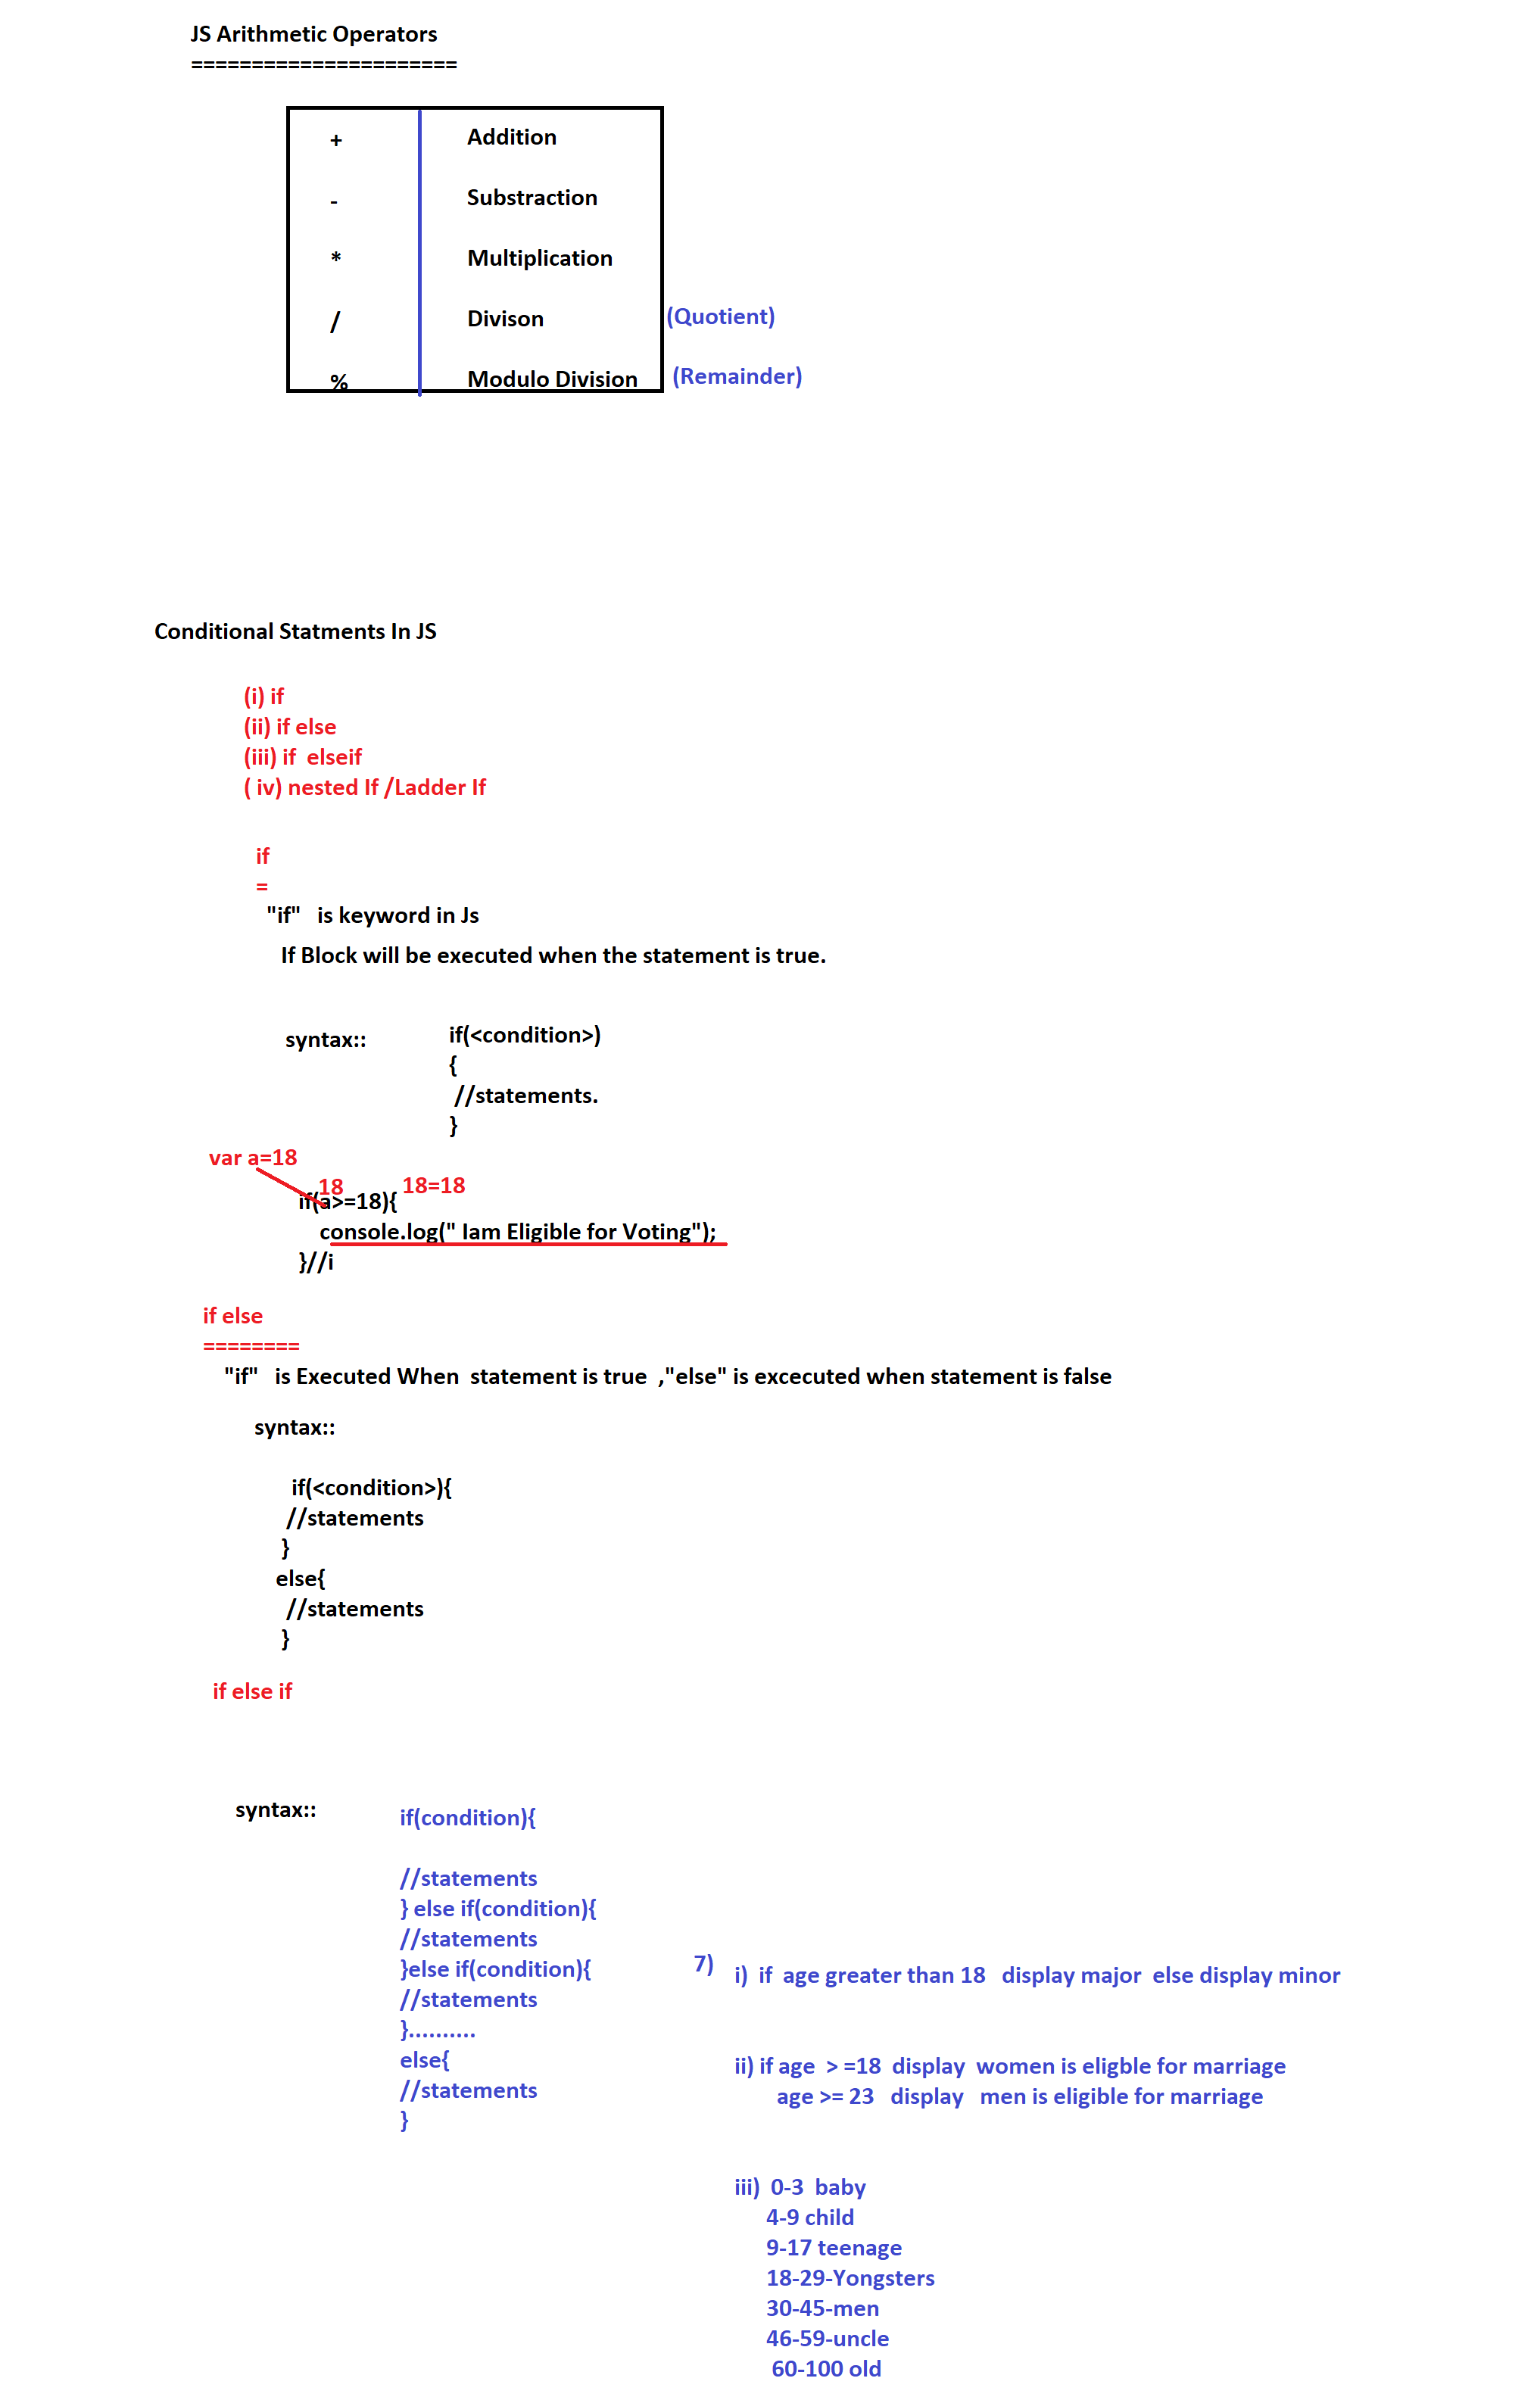 JS Arithmetic Operators
======================
+ Addition
- Substraction
* Multiplication
/ Divison (Quotient)
% Modulo Division (Remainder)
Conditional Statments In JS
(i) if
(ii) if else
(iii) if  elseif
( iv) nested If /Ladder If
if
=
"if"   is keyword in Js
If Block will be executed when the statement is true.
syntax::
if(<condition>)
{
//statements.
}
var a=18
18
18=18
if(a>=18){
console.log(" Iam Eligible for Voting");
}//i
if else
========
"if"   is Executed When  statement is true  ,"else" is excecuted when statement is false
syntax::
if(<condition>){
//statements
}
else{
//statements
}
if else if
syntax::
if(condition){
//statements
} else if(condition){
//statements
}else if(condition){
//statements
}..........
else{
//statements
}
7)
i)  if  age greater than 18   display major  else display minor
ii) if age  > =18  display  women is eligble for marriage
age >= 23   display   men is eligible for marriage
iii)  0-3  baby
4-9 child
9-17 teenage
18-29-Yongsters
30-45-men
46-59-uncle
60-100 old